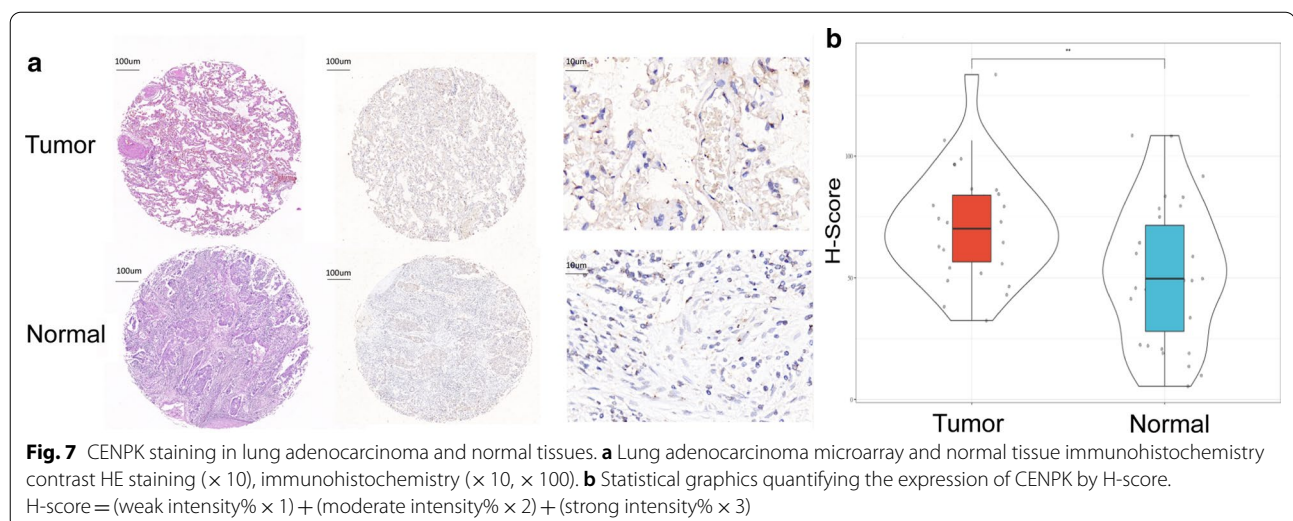 a
100um
100um
10um
Tumor
100um
100um
10um
Normal
b
**
H-Score
100
50
0
Tumor
Normal
Fig. 7 CENPK staining in lung adenocarcinoma and normal tissues. a Lung adenocarcinoma microarray and normal tissue immunohistochemistry
contrast HE staining (× 10), immunohistochemistry (× 10, × 100). b Statistical graphics quantifying the expression of CENPK by H-score.
H-score = (weak intensity% × 1) + (moderate intensity% × 2) + (strong intensity% × 3)